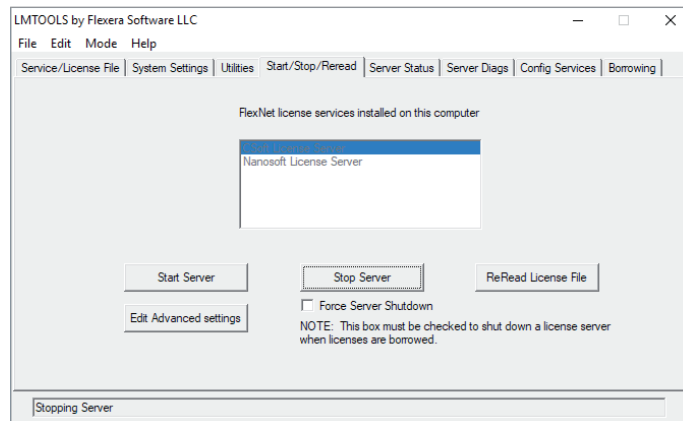 LMTOOLS by Flexera Software LLC
File Edit Mode Help
Service/License File System Settings Utilities Start/Stop/Reread Server Status Server Diags Config Services Borrowing
FlexNet license services installed on this computer
CSoft License Server
Nanosoft License Server
Start Server Stop Server ReRead License File
Force Server Shutdown
Edit Advanced settings
NOTE: This box must be checked to shut down a license server
when licenses are borrowed.
Stopping Server